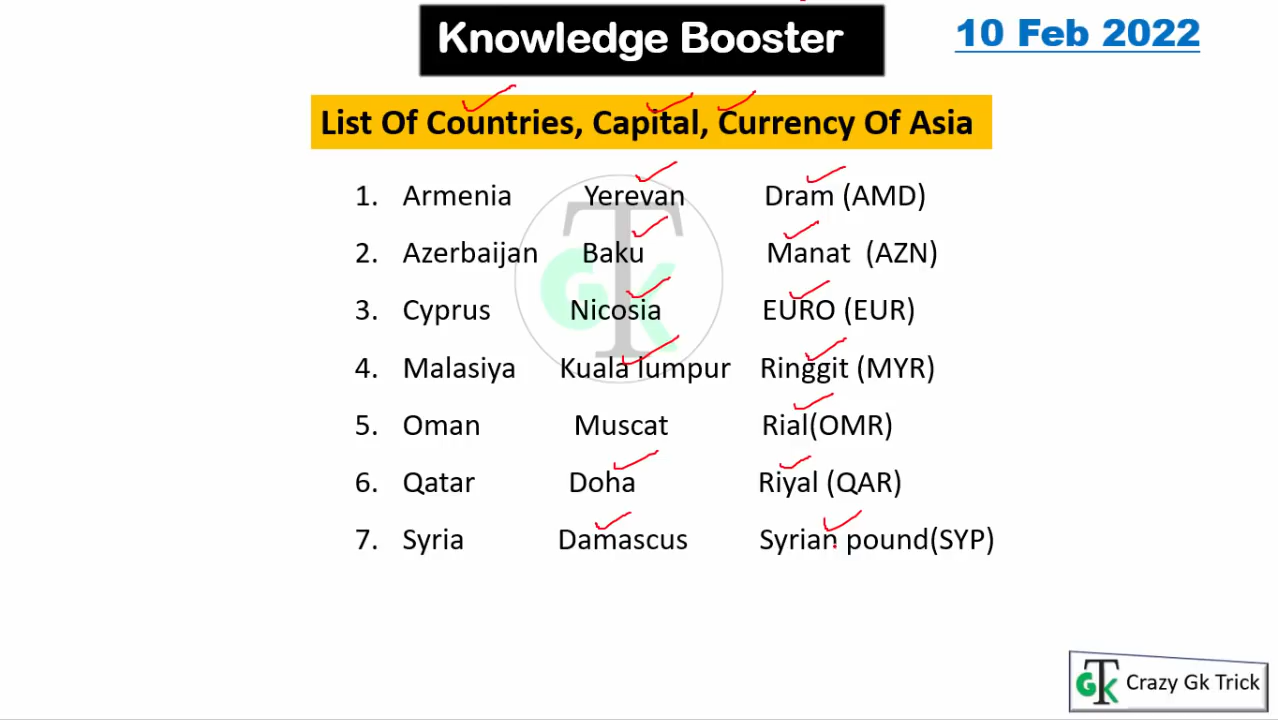 Knowledge Booster
10 Feb 2022
List Of Countries, Capital, Currency Of Asia
1. Armenia Yerevan Dram (AMD)
2. Azerbaijan Baku Manat (AZN)
3. Cyprus Nicosia EURO (EUR)
4. Malasiya Kuala lumpur Ringgit (MYR)
5. Oman Muscat Rial(OMR)
6. Qatar Doha Riyal (QAR)
7. Syria Damascus Syrian pound(SYP)
GTK
GTK Crazy Gk Trick